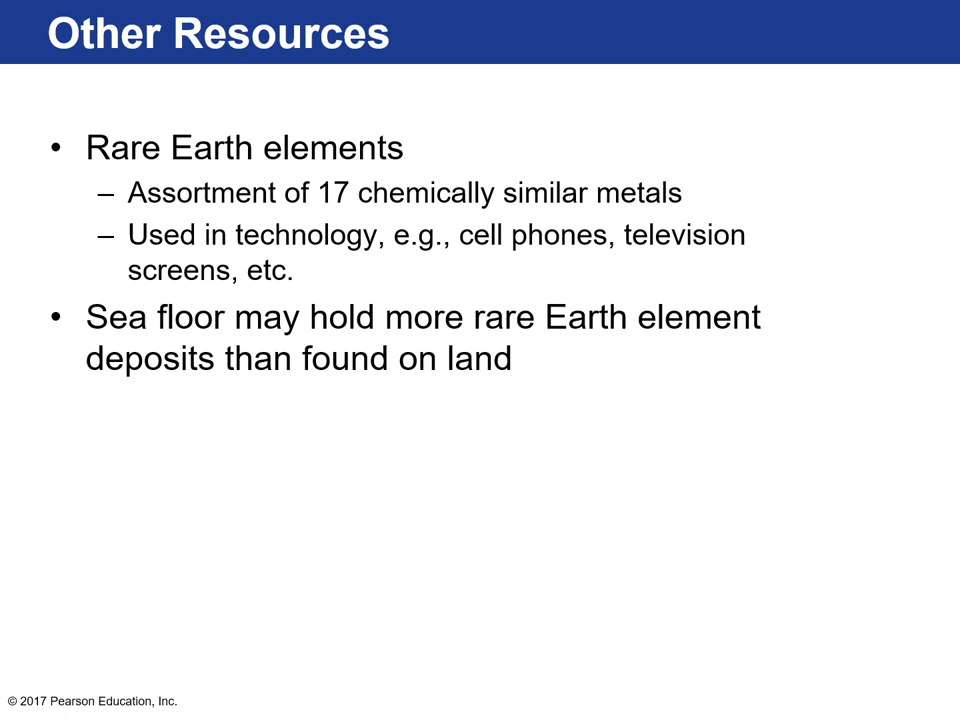 Other Resources
• Rare Earth elements
– Assortment of 17 chemically similar metals
– Used in technology, e.g., cell phones, television
screens, etc.
• Sea floor may hold more rare Earth element
deposits than found on land
© 2017 Pearson Education, Inc.